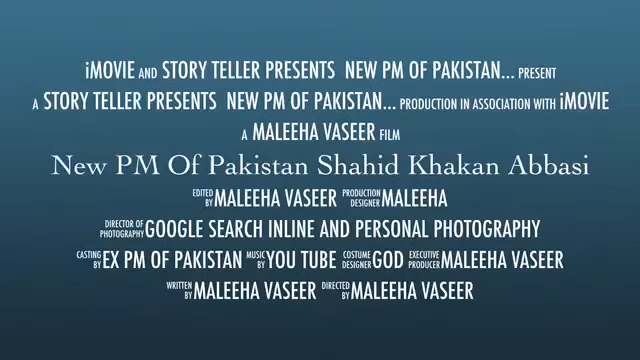 iMOVIE AND STORY TELLER PRESENTS NEW PM OF PAKISTAN... PRESENT
A STORY TELLER PRESENTS NEW PM OF PAKISTAN... PRODUCTION IN ASSOCIATION WITH iMOVIE
A MALEEHA VASEER FILM
New PM Of Pakistan Shahid Khakan Abbasi
EDITED BY MALEEHA VASEER PRODUCTION DESIGNER MALEEHA
DIRECTOR OF PHOTOGRAPHY GOOGLE SEARCH INLINE AND PERSONAL PHOTOGRAPHY
CASTING BY EX PM OF PAKISTAN MUSIC BY YOU TUBE COSTUME DESIGNER GOD EXECUTIVE PRODUCER MALEEHA VASEER
WRITTEN BY MALEEHA VASEER DIRECTED BY MALEEHA VASEER